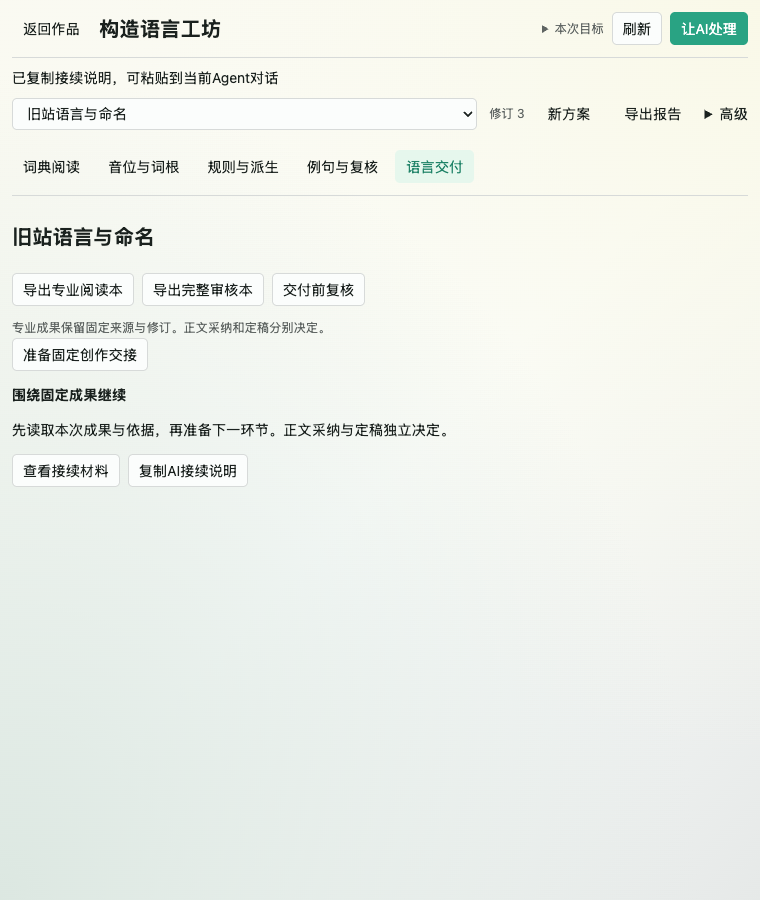 返回作品 构造语言工坊 ▶ 本次目标 刷新 让AI处理
已复制接续说明，可粘贴到当前Agent对话
旧站语言与命名 修订 3 新方案 导出报告 ▶ 高级
词典阅读 音位与词根 规则与派生 例句与复核 语言交付
旧站语言与命名
导出专业阅读本 导出完整审核本 交付前复核
专业成果保留固定来源与修订。正文采纳和定稿分别决定。
准备固定创作交接
围绕固定成果继续
先读取本次成果与依据，再准备下一环节。正文采纳与定稿独立决定。
查看接续材料 复制AI接续说明